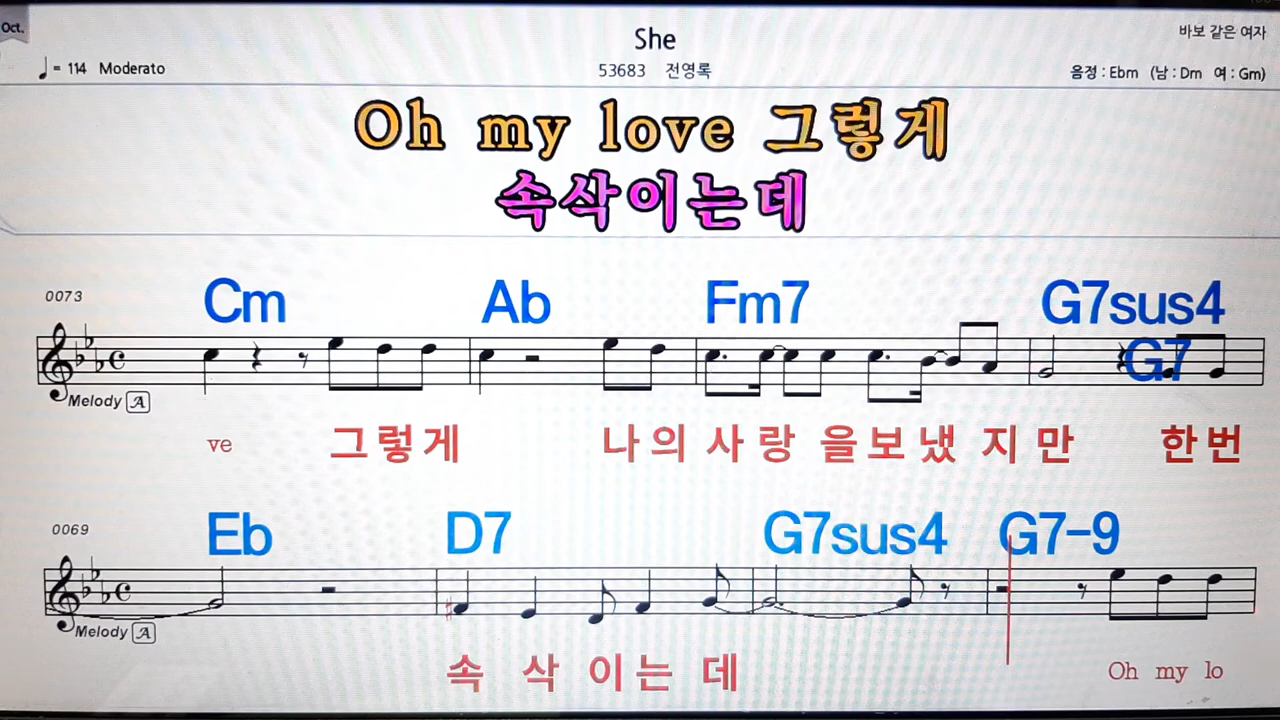 Oct.
She
바보 같은 여자
♩= 114 Moderato
53683 전영록
음정 : Ebm (남 : Dm 여 : Gm)
Oh my love 그렇게
속삭이는데
0073
Cm Ab Fm7 G7sus4
G7
Melody A
ve 그렇게 나의 사랑 을보냈 지만 한번
0069
Eb D7 G7sus4 G7-9
Melody A
속 삭 이는 데 Oh my lo